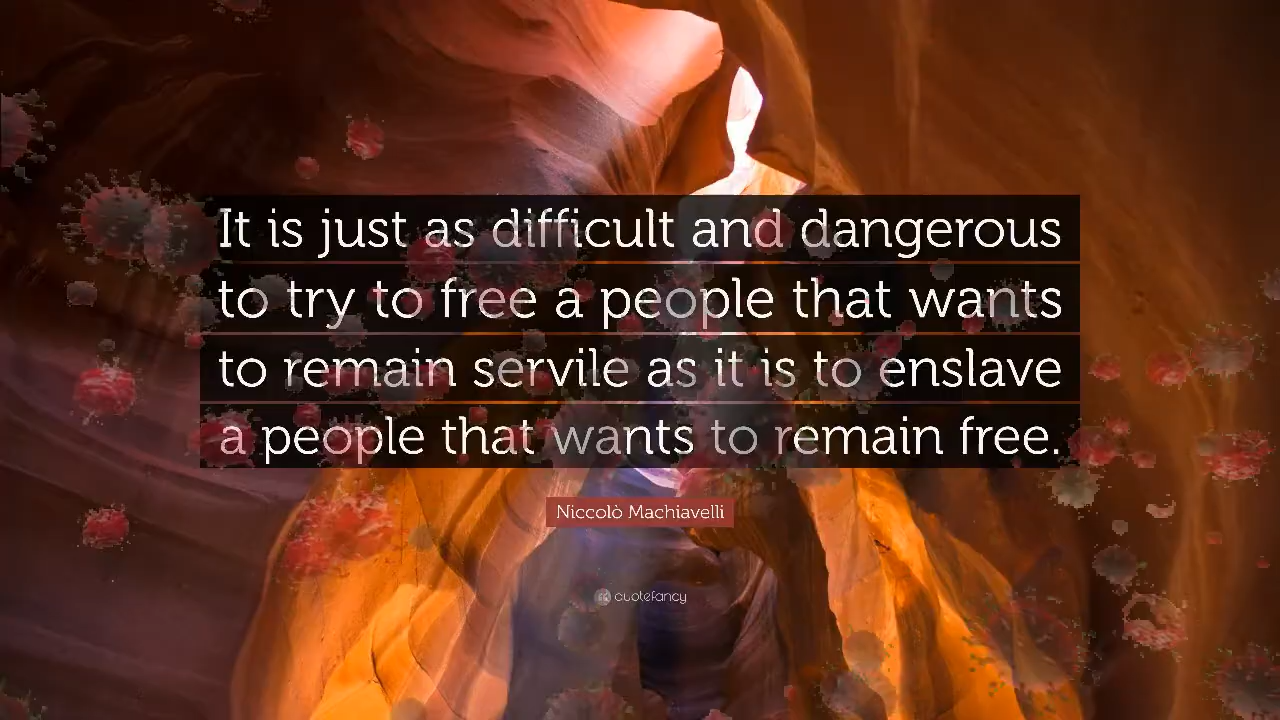 It is just as difficult and dangerous
to try to free a people that wants
to remain servile as it is to enslave
a people that wants to remain free.
Niccolò Machiavelli
quotefancy